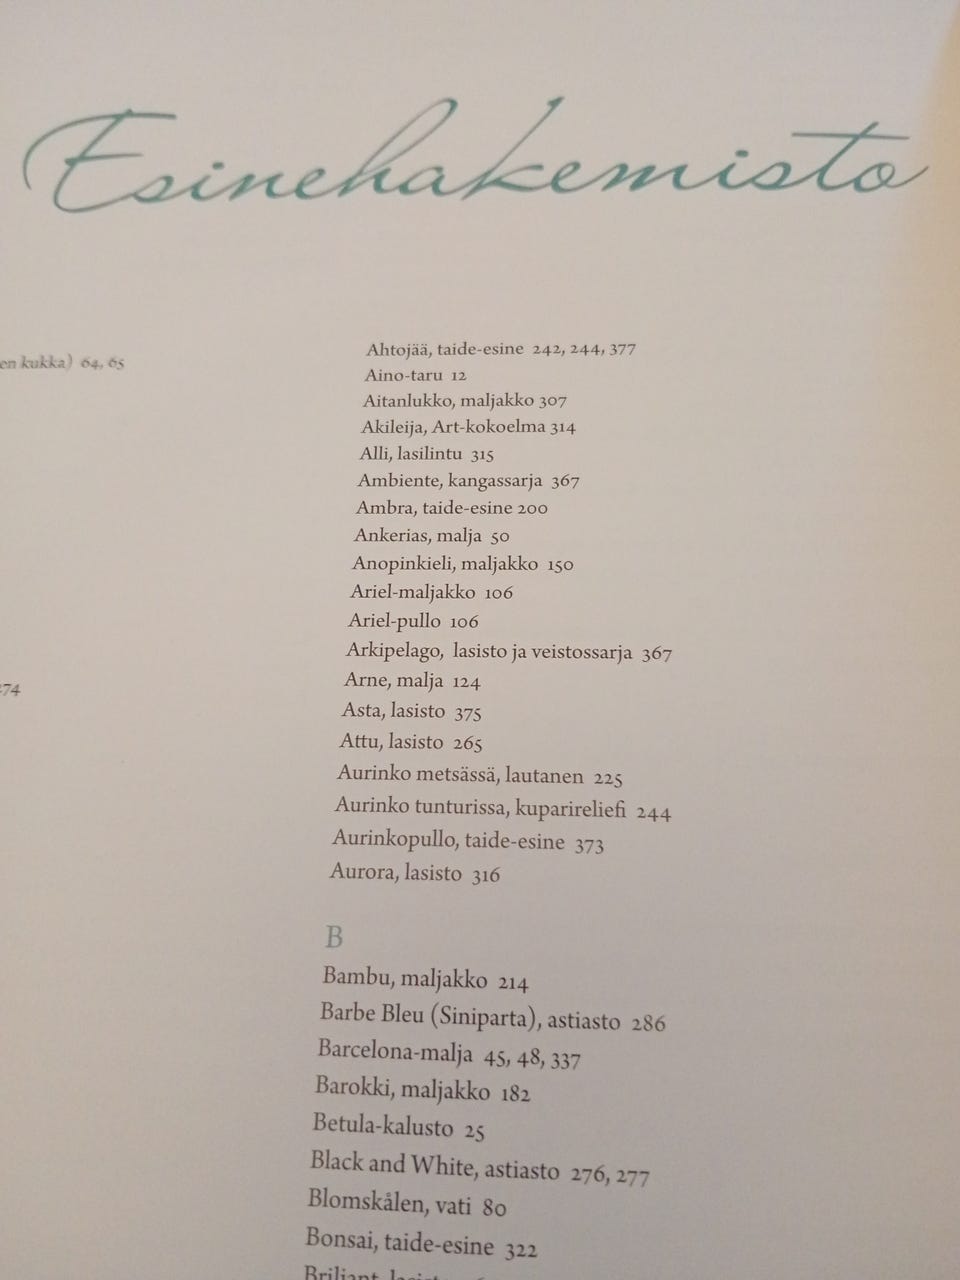 Esinehakemisto
en kukka) 64, 65
274
Ahtojää, taide-esine 242, 244, 377
Aino-taru 12
Aitanlukko, maljakko 307
Akileija, Art-kokoelma 314
Alli, lasilintu 315
Ambiente, kangassarja 367
Ambra, taide-esine 200
Ankerias, malja 50
Anopinkieli, maljakko 150
Ariel-maljakko 106
Ariel-pullo 106
Arkipelago, lasisto ja veistossarja 367
Arne, malja 124
Asta, lasisto 375
Attu, lasisto 265
Aurinko metsässä, lautanen 225
Aurinko tunturissa, kuparireliefi 244
Aurinkopullo, taide-esine 373
Aurora, lasisto 316
B
Bambu, maljakko 214
Barbe Bleu (Siniparta), astiasto 286
Barcelona-malja 45, 48, 337
Barokki, maljakko 182
Betula-kalusto 25
Black and White, astiasto 276, 277
Blomskålen, vati 80
Bonsai, taide-esine 322
Briljant, lasisto